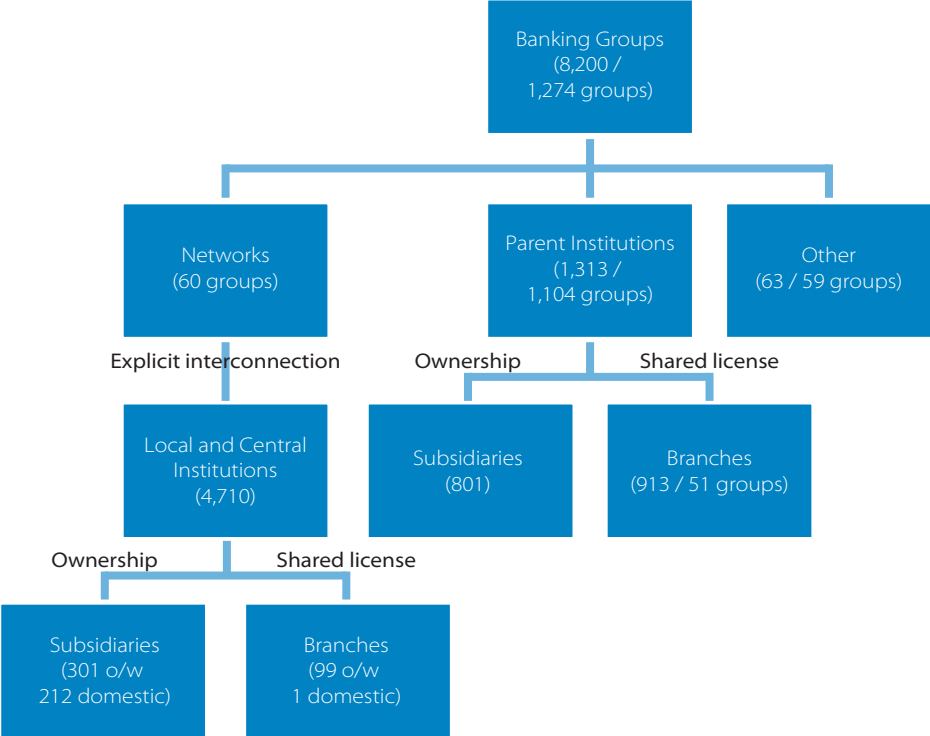 Banking Groups
(8,200 /
1,274 groups)
Networks
(60 groups)
Parent Institutions
(1,313 /
1,104 groups)
Other
(63 / 59 groups)
Explicit interconnection
Ownership
Shared license
Local and Central
Institutions
(4,710)
Subsidiaries
(801)
Branches
(913 / 51 groups)
Ownership
Shared license
Subsidiaries
(301 o/w
212 domestic)
Branches
(99 o/w
1 domestic)